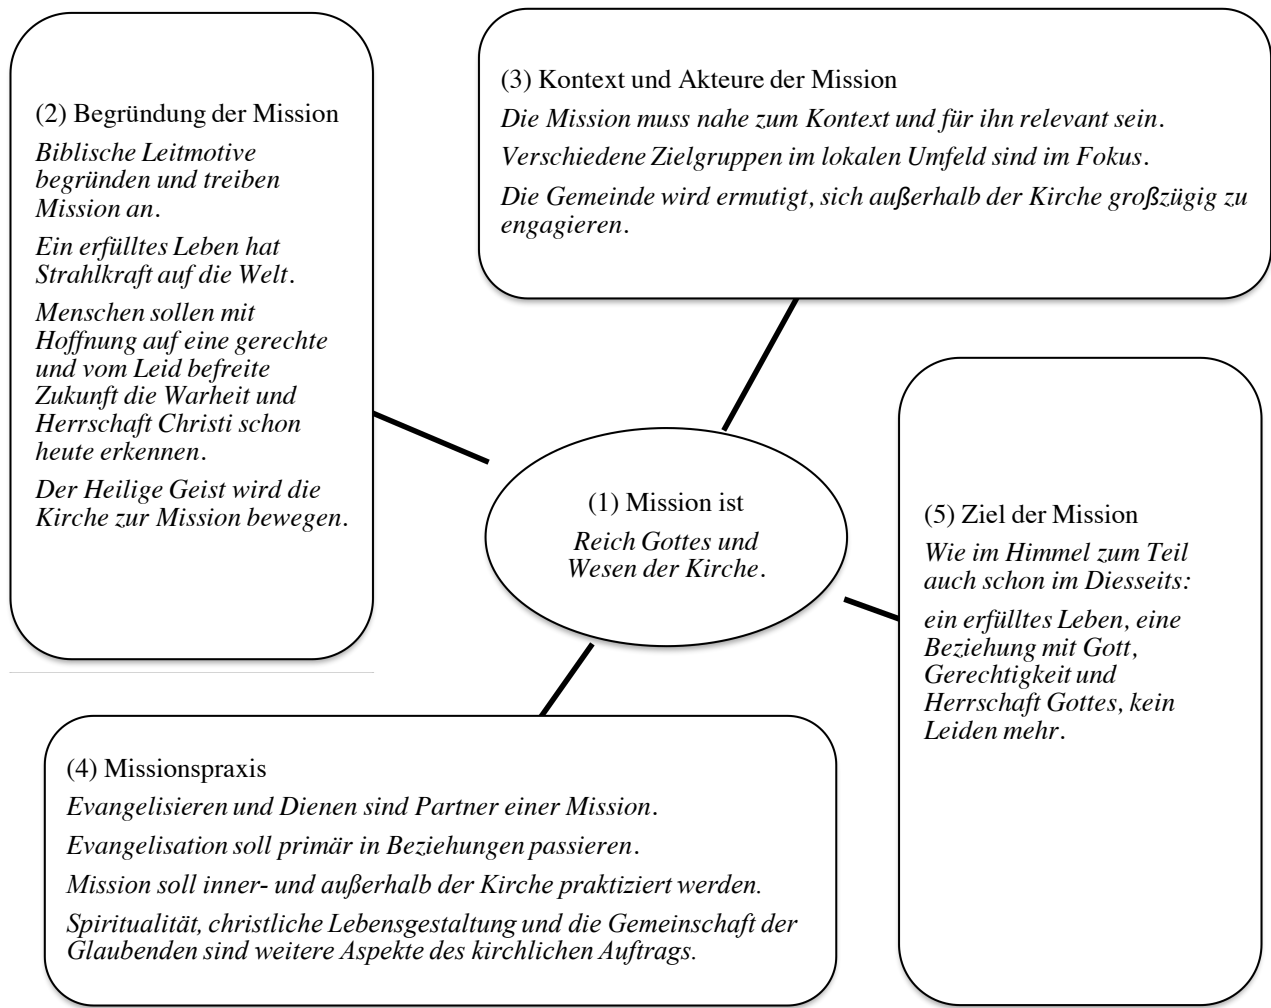 (1) Mission ist
Reich Gottes und
Wesen der Kirche.
(2) Begründung der Mission
Biblische Leitmotive
begründen und treiben
Mission an.
Ein erfülltes Leben hat
Strahlkraft auf die Welt.
Menschen sollen mit
Hoffnung auf eine gerechte
und vom Leid befreite
Zukunft die Warheit und
Herrschaft Christi schon
heute erkennen.
Der Heilige Geist wird die
Kirche zur Mission bewegen.
(3) Kontext und Akteure der Mission
Die Mission muss nahe zum Kontext und für ihn relevant sein.
Verschiedene Zielgruppen im lokalen Umfeld sind im Fokus.
Die Gemeinde wird ermutigt, sich außerhalb der Kirche großzügig zu
engagieren.
(4) Missionspraxis
Evangelisieren und Dienen sind Partner einer Mission.
Evangelisation soll primär in Beziehungen passieren.
Mission soll inner- und außerhalb der Kirche praktiziert werden.
Spiritualität, christliche Lebensgestaltung und die Gemeinschaft der
Glaubenden sind weitere Aspekte des kirchlichen Auftrags.
(5) Ziel der Mission
Wie im Himmel zum Teil
auch schon im Diesseits:
ein erfülltes Leben, eine
Beziehung mit Gott,
Gerechtigkeit und
Herrschaft Gottes, kein
Leiden mehr.